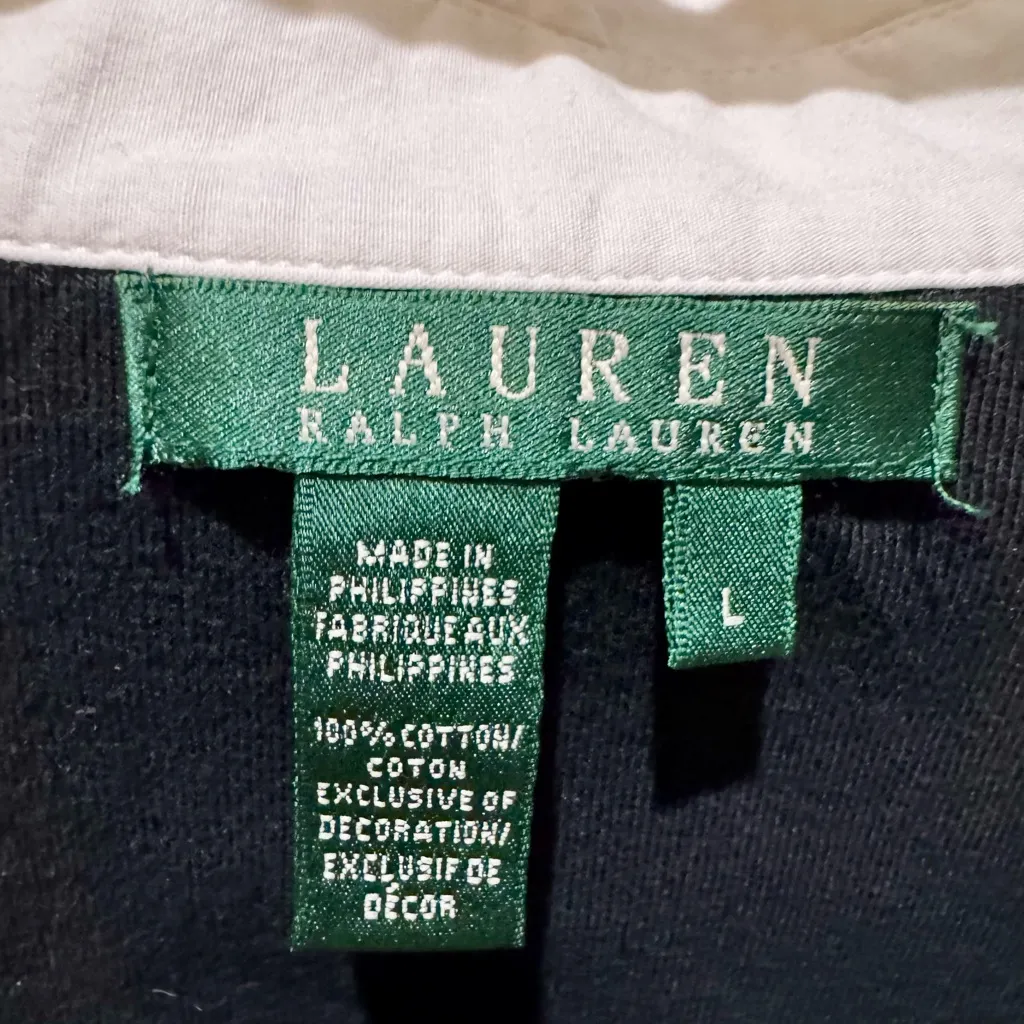 LAUREN
RALPH LAUREN
MADE IN
PHILIPPINES
FABRIQUE AUX
PHILIPPINES
100% COTTON/
COTON
EXCLUSIVE OF
DECORATION/
EXCLUSIF DE
DÉCOR
L